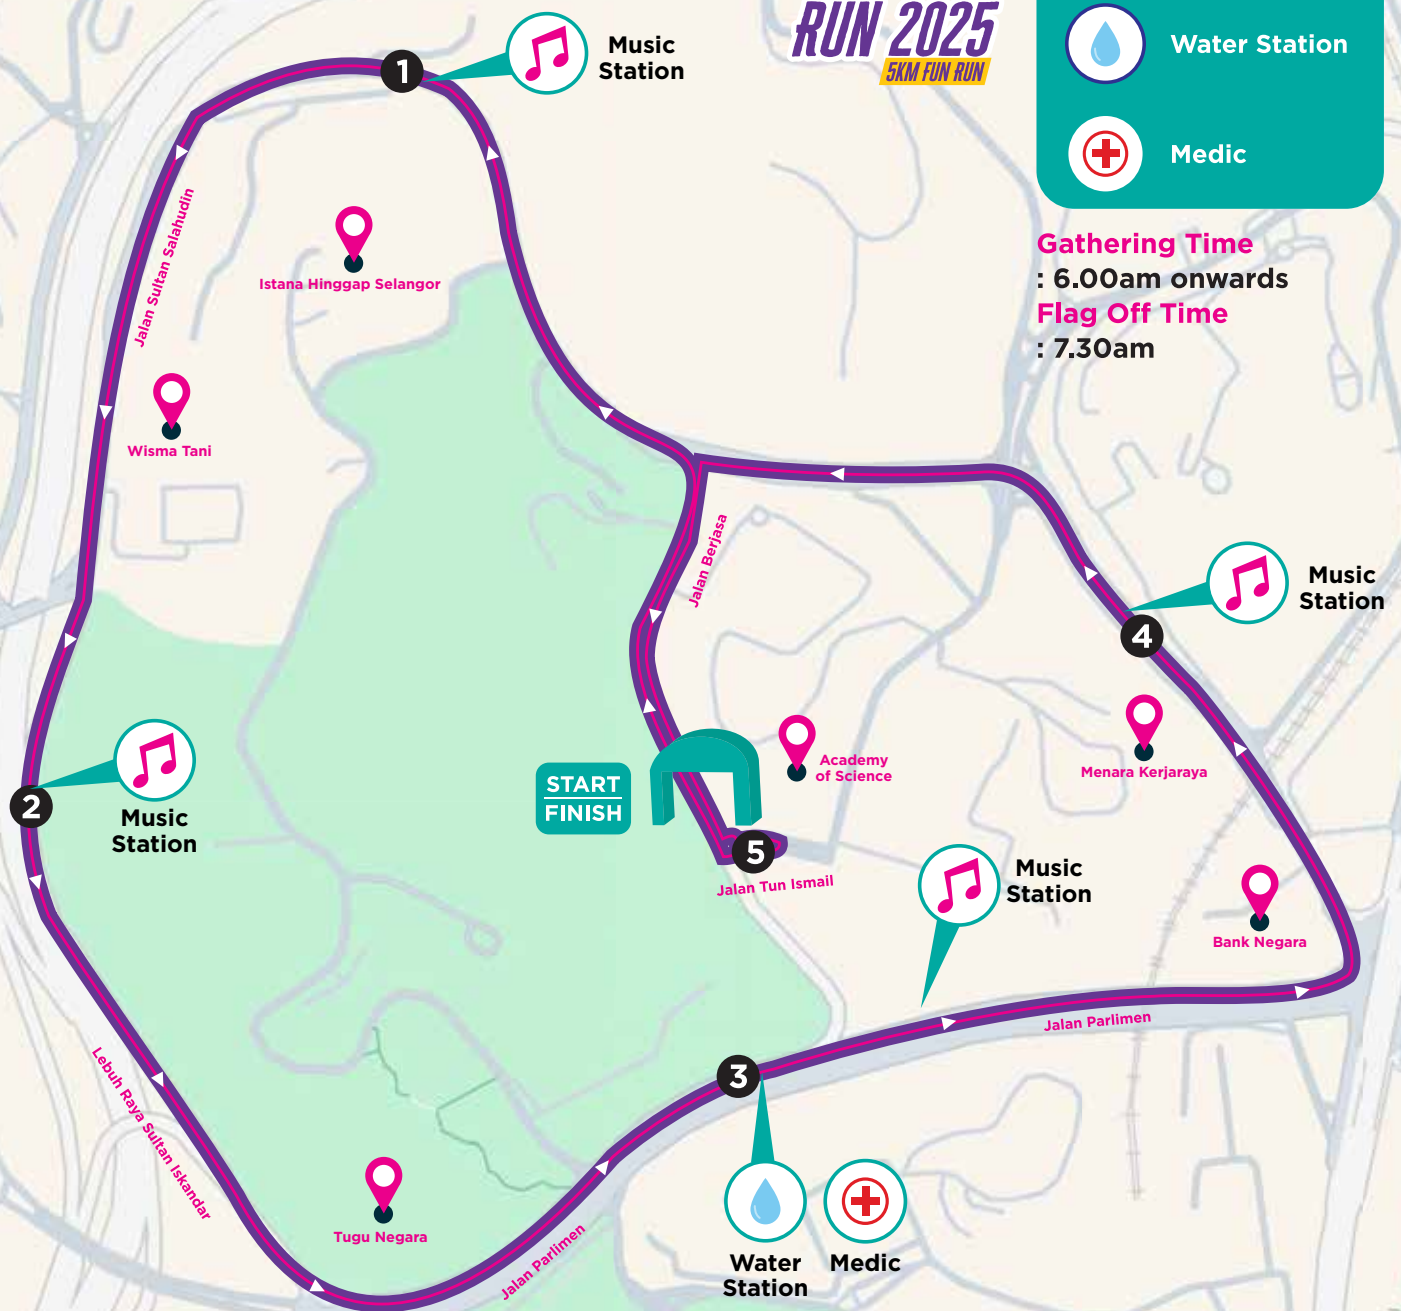 RUN 2025
5KM FUN RUN
Water Station
Medic
Gathering Time
: 6.00am onwards
Flag Off Time
: 7.30am
1
Music
Station
Jalan Sultan Salahudin
Istana Hinggap Selangor
Wisma Tani
Jalan Berjasa
Music
Station
4
Menara Kerjaraya
Academy
of Science
START
FINISH
2
Music
Station
5
Jalan Tun Ismail
Music
Station
Bank Negara
Jalan Parlimen
3
Lebuh Raya Sultan Iskandar
Tugu Negara
Jalan Parlimen
Water
Station
Medic